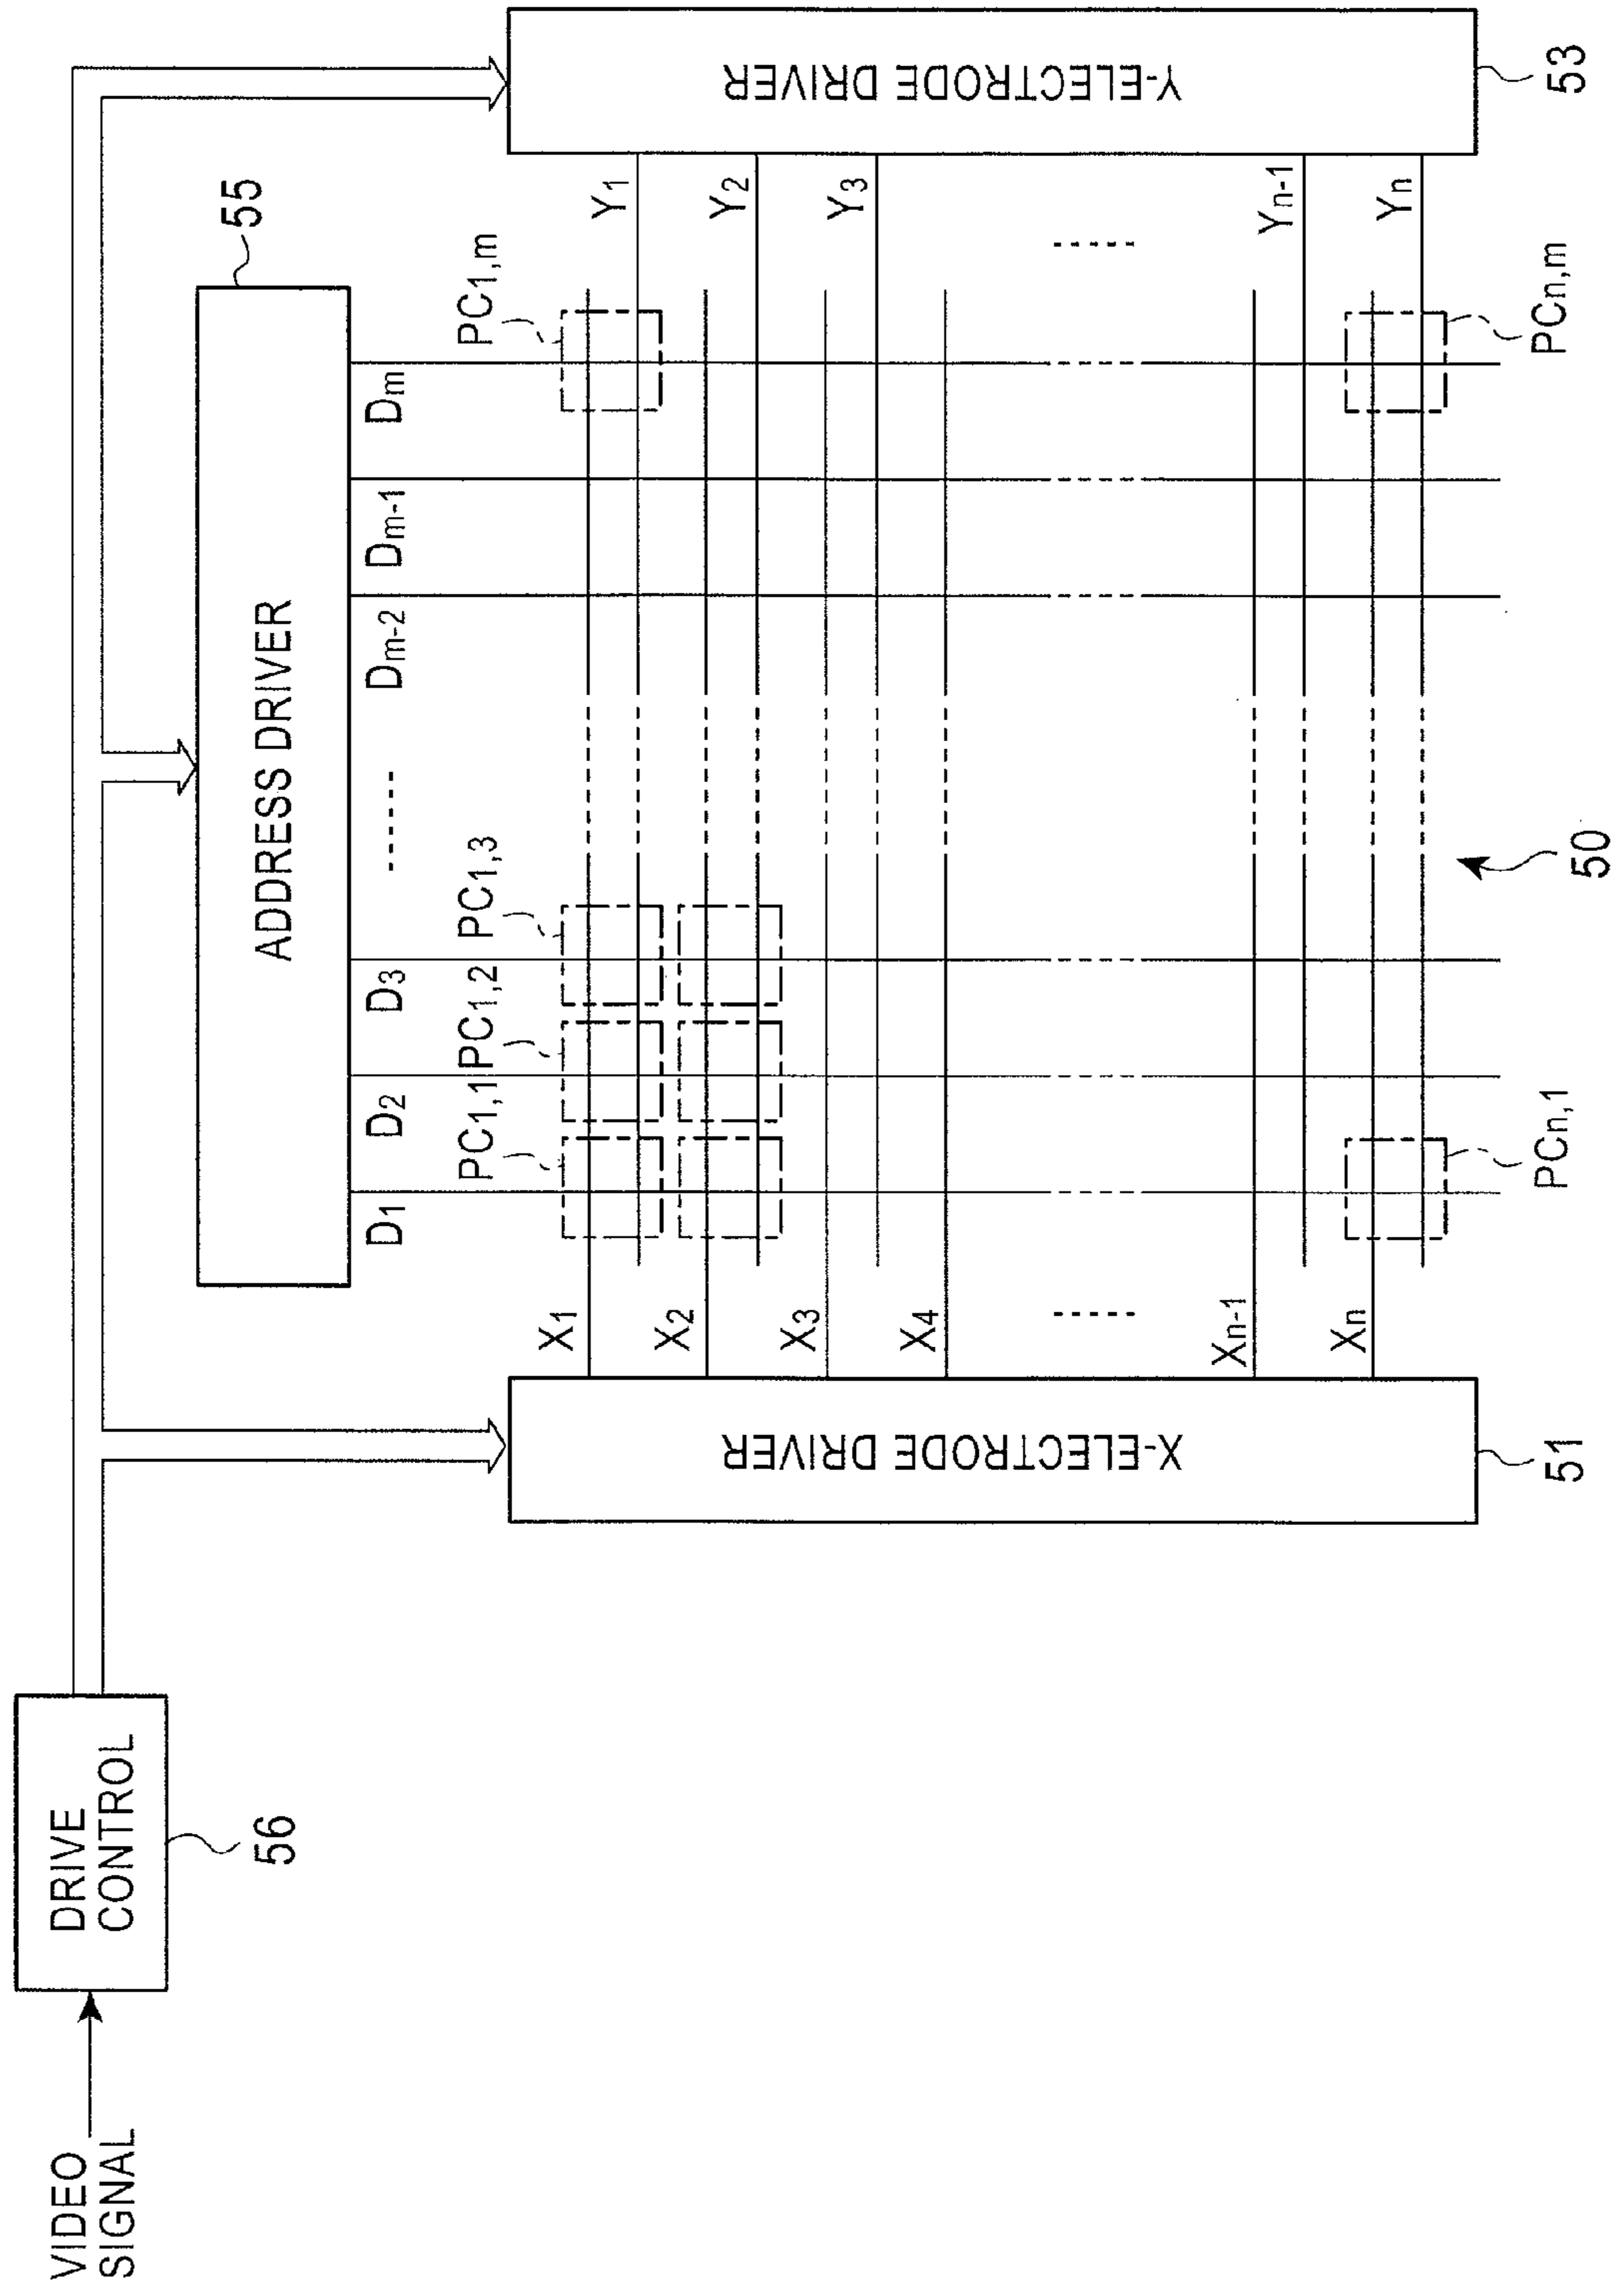 VIDEO
SIGNAL
DRIVE
CONTROL
56
ADDRESS DRIVER
55
X-ELECTRODE DRIVER
51
Y-ELECTRODE DRIVER
53
D1
D2
D3
......
Dm-2
Dm-1
Dm
PC1,1
PC1,2
PC1,3
PC1,m
X1
X2
X3
X4
.....
Xn-1
Xn
Y1
Y2
Y3
.....
Yn-1
Yn
PCn,1
PCn,m
50